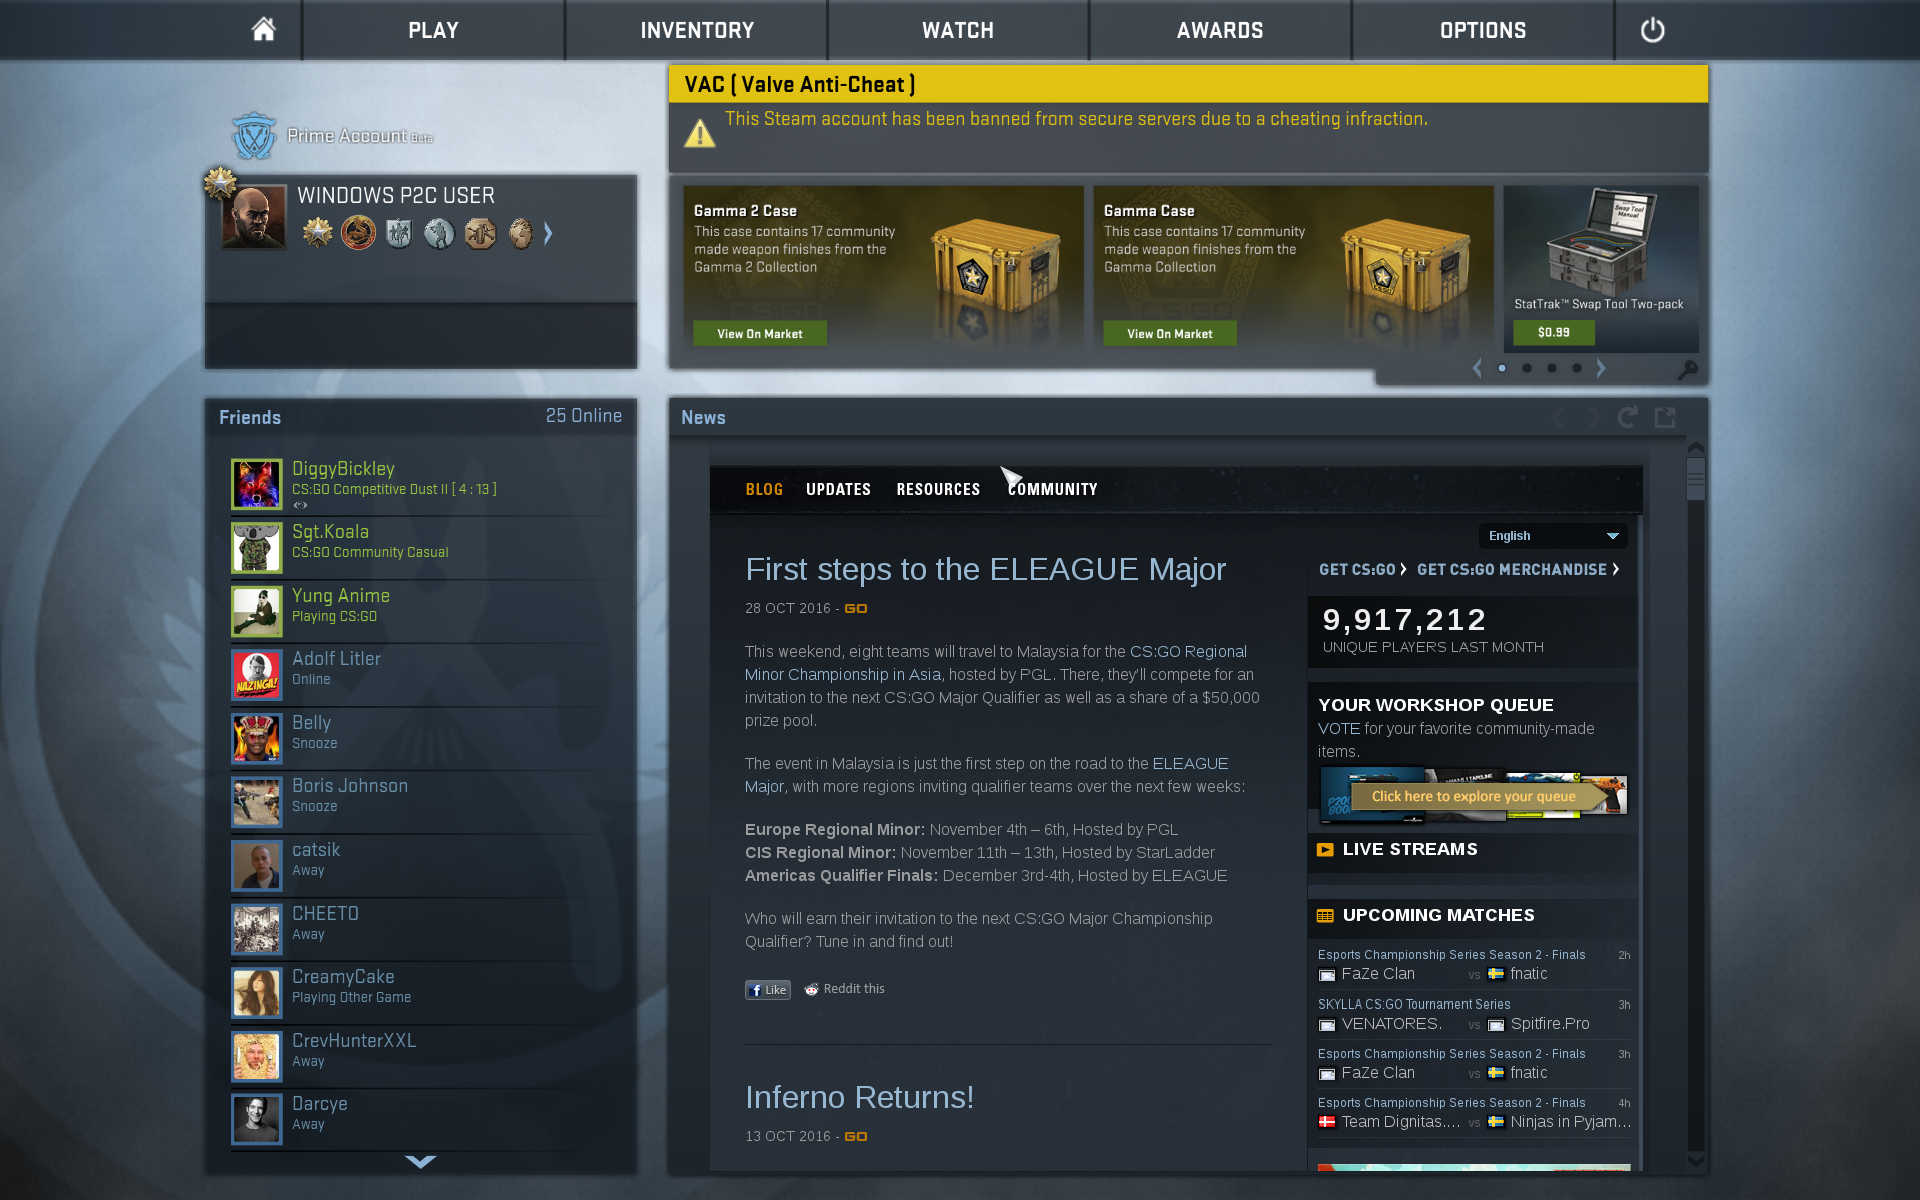 PLAY
INVENTORY
WATCH
AWARDS
OPTIONS
VAC ( Valve Anti-Cheat )
This Steam account has been banned from secure servers due to a cheating infraction.
Prime Account Beta
WINDOWS P2C USER
Gamma 2 Case
This case contains 17 community
made weapon finishes from the
Gamma 2 Collection
View On Market
Gamma Case
This case contains 17 community
made weapon finishes from the
Gamma Collection
View On Market
Swap Tool
Manual
StatTrak™ Swap Tool Two-pack
$0.99
Friends
25 Online
DiggyBickley
CS:GO Competitive Dust II [ 4 : 13 ]
Sgt.Koala
CS:GO Community Casual
Yung Anime
Playing CS:GO
Adolf Litler
Online
NAZINGA!
Belly
Snooze
Boris Johnson
Snooze
catsik
Away
CHEETO
Away
CreamyCake
Playing Other Game
CrevHunterXXL
Away
Darcye
Away
News
BLOG
UPDATES
RESOURCES
COMMUNITY
English
First steps to the ELEAGUE Major
28 OCT 2016 - GO
This weekend, eight teams will travel to Malaysia for the CS:GO Regional
Minor Championship in Asia, hosted by PGL. There, they'll compete for an
invitation to the next CS:GO Major Qualifier as well as a share of a $50,000
prize pool.
The event in Malaysia is just the first step on the road to the ELEAGUE
Major, with more regions inviting qualifier teams over the next few weeks:
Europe Regional Minor: November 4th – 6th, Hosted by PGL
CIS Regional Minor: November 11th – 13th, Hosted by StarLadder
Americas Qualifier Finals: December 3rd-4th, Hosted by ELEAGUE
Who will earn their invitation to the next CS:GO Major Championship
Qualifier? Tune in and find out!
Like
Reddit this
Inferno Returns!
13 OCT 2016 - GO
GET CS:GO
GET CS:GO MERCHANDISE
9,917,212
UNIQUE PLAYERS LAST MONTH
YOUR WORKSHOP QUEUE
VOTE for your favorite community-made
items.
Click here to explore your queue
LIVE STREAMS
UPCOMING MATCHES
Esports Championship Series Season 2 - Finals 2h
FaZe Clan vs fnatic
SKYLLA CS:GO Tournament Series 3h
VENATORES. vs Spitfire.Pro
Esports Championship Series Season 2 - Finals 3h
FaZe Clan vs fnatic
Esports Championship Series Season 2 - Finals 4h
Team Dignitas.... vs Ninjas in Pyjam...